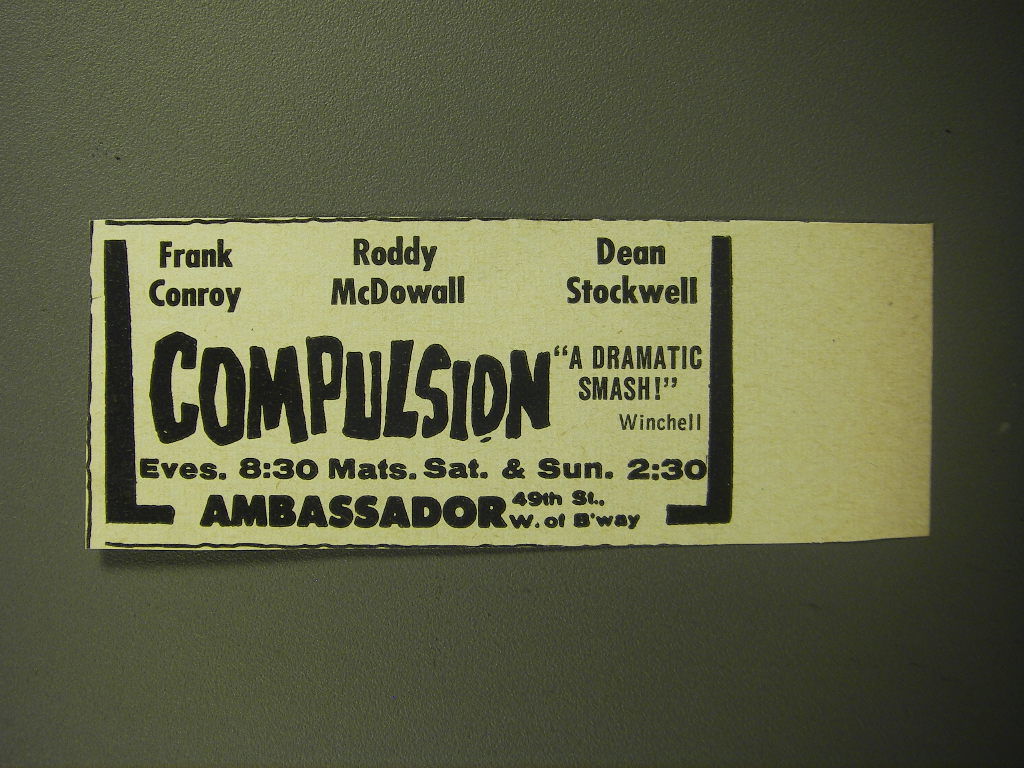 Frank Conroy
Roddy McDowall
Dean Stockwell
COMPULSION
"A DRAMATIC
SMASH!"
Winchell
Eves. 8:30 Mats. Sat. & Sun. 2:30
AMBASSADOR 49th St., W. of B'way